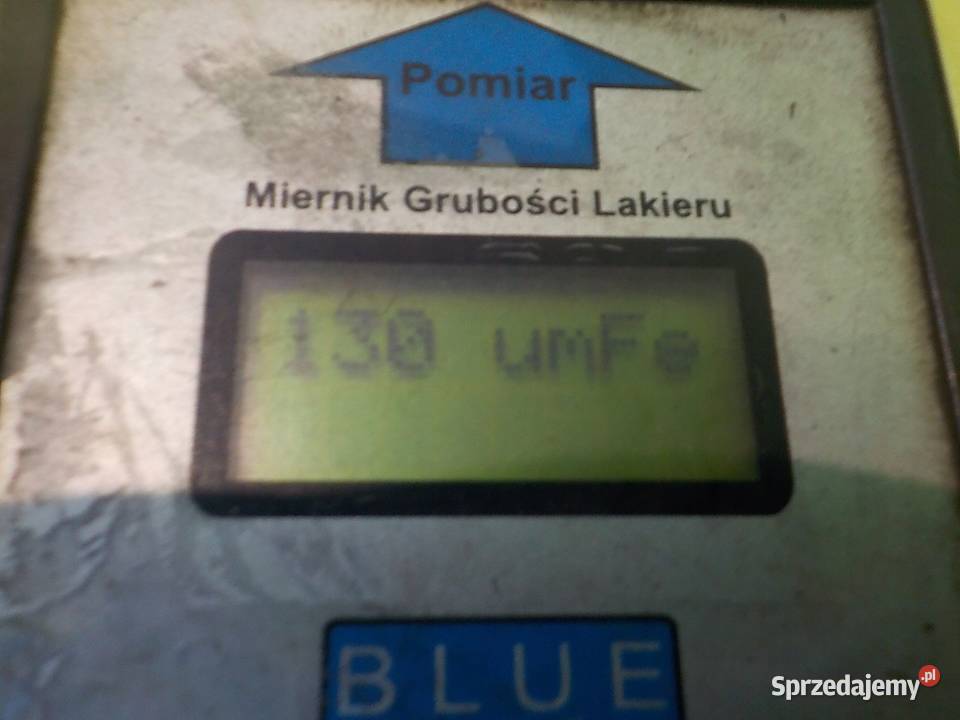 Pomiar
Miernik Grubości Lakieru
130 umFe
BLUE
Sprzedajemy.pl